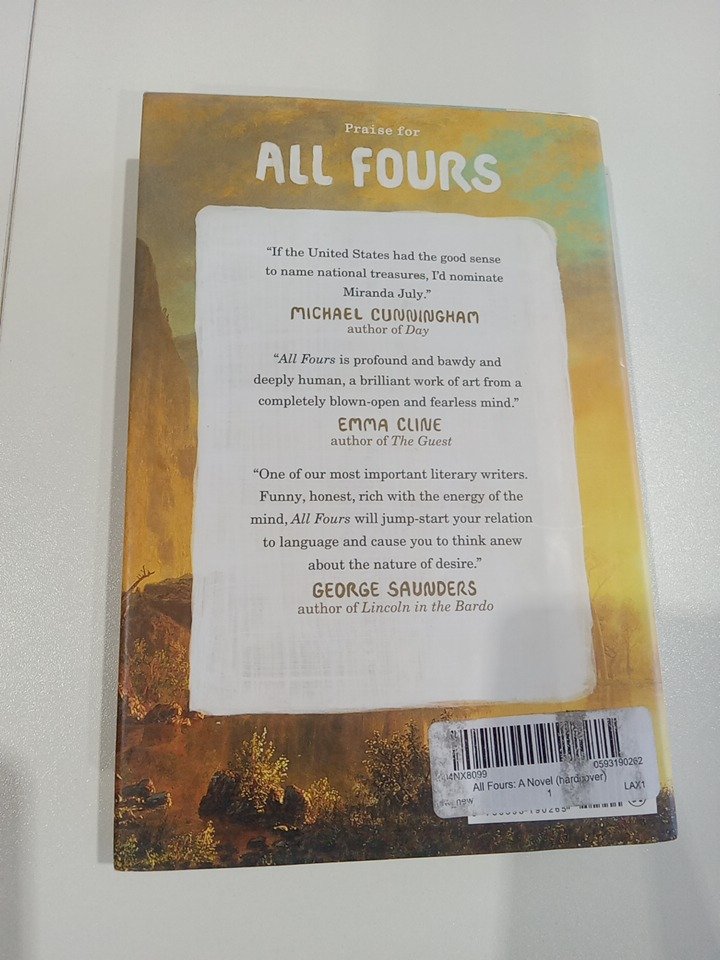 Praise for
ALL FOURS
“If the United States had the good sense
to name national treasures, I’d nominate
Miranda July.”
MICHAEL CUNNINGHAM
author of Day
“All Fours is profound and bawdy and
deeply human, a brilliant work of art from a
completely blown-open and fearless mind.”
EMMA CLINE
author of The Guest
“One of our most important literary writers.
Funny, honest, rich with the energy of the
mind, All Fours will jump-start your relation
to language and cause you to think anew
about the nature of desire.”
GEORGE SAUNDERS
author of Lincoln in the Bardo
4NX8099
0593190262
All Fours: A Novel (hardcover)
new
1
LAX1